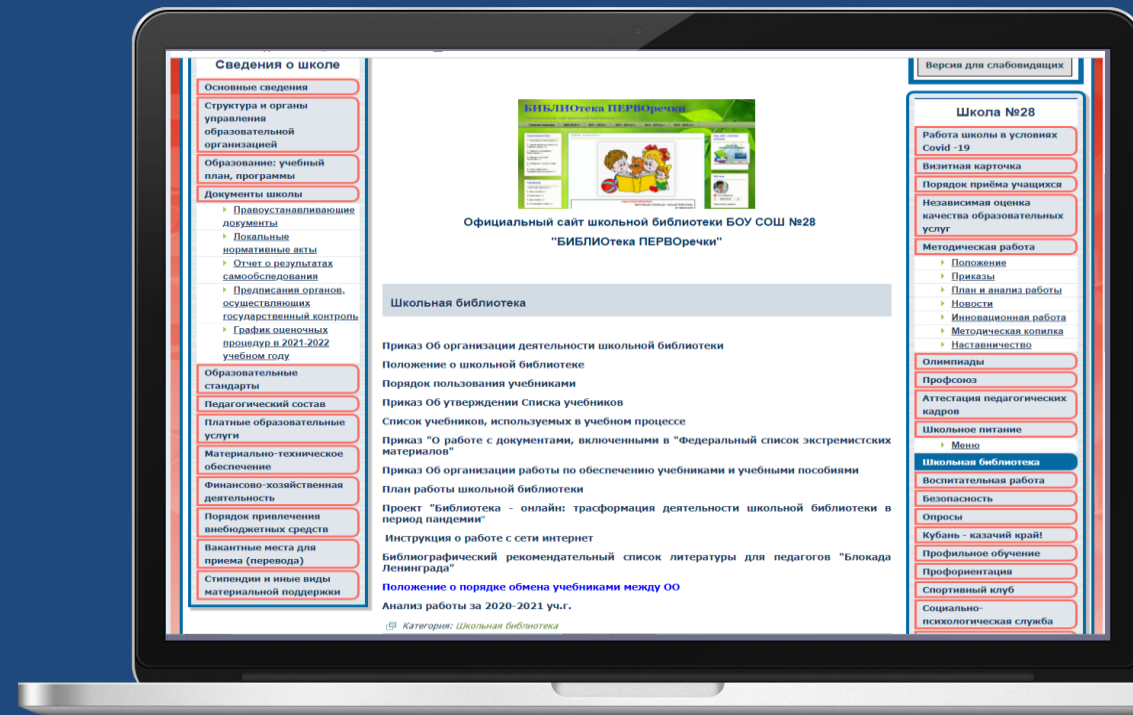 Сведения о школе
Основные сведения
Структура и органы
управления
образовательной
организацией
Образование: учебный
план, программы
Документы школы
Правоустанавливающие
документы
Локальные
нормативные акты
Отчет о результатах
самообследования
Предписания органов,
осуществляющих
государственный контроль
График оценочных
процедур в 2021-2022
учебном году
Образовательные
стандарты
Педагогический состав
Платные образовательные
услуги
Материально-техническое
обеспечение
Финансово-хозяйственная
деятельность
Порядок привлечения
внебюджетных средств
Вакантные места для
приема (перевода)
Стипендии и иные виды
материальной поддержки
БИБЛИОтека ПЕРВОречки
Официальный сайт школьной библиотеки БОУ СОШ №28
"БИБЛИОтека ПЕРВОречки"
Школьная библиотека
Приказ Об организации деятельности школьной библиотеки
Положение о школьной библиотеке
Порядок пользования учебниками
Приказ Об утверждении Списка учебников
Список учебников, используемых в учебном процессе
Приказ "О работе с документами, включенными в "Федеральный список экстремистских
материалов"
Приказ Об организации работы по обеспечению учебниками и учебными пособиями
План работы школьной библиотеки
Проект "Библиотека - онлайн: трасформация деятельности школьной библиотеки в
период пандемии"
Инструкция о работе с сети интернет
Библиографический рекомендательный список литературы для педагогов "Блокада
Ленинграда"
Положение о порядке обмена учебниками между ОО
Анализ работы за 2020-2021 уч.г.
Категория: Школьная библиотека
Версия для слабовидящих
Школа №28
Работа школы в условиях
Covid -19
Визитная карточка
Порядок приёма учащихся
Независимая оценка
качества образовательных
услуг
Методическая работа
Положение
Приказы
План и анализ работы
Новости
Инновационная работа
Методическая копилка
Наставничество
Олимпиады
Профсоюз
Аттестация педагогических
кадров
Школьное питание
Меню
Школьная библиотека
Воспитательная работа
Безопасность
Опросы
Кубань - казачий край!
Профильное обучение
Профориентация
Спортивный клуб
Социально-
психологическая служба